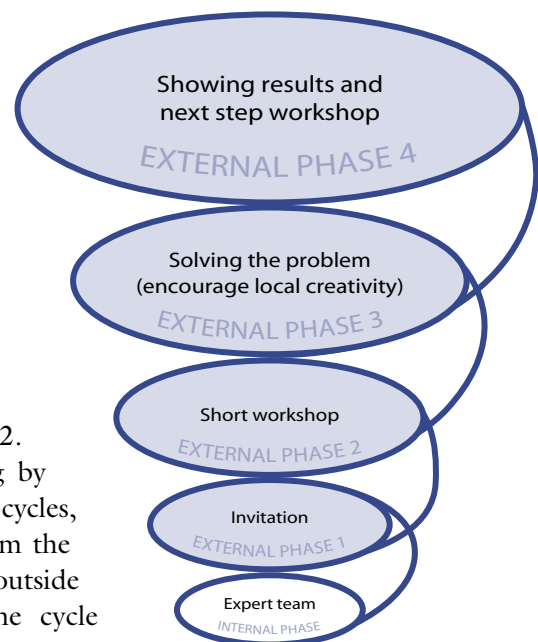 Showing results and
next step workshop
EXTERNAL PHASE 4
Solving the problem
(encourage local creativity)
EXTERNAL PHASE 3
Short workshop
EXTERNAL PHASE 2
Invitation
EXTERNAL PHASE 1
Expert team
INTERNAL PHASE
2.
by
cycles,
the
outside
cycle